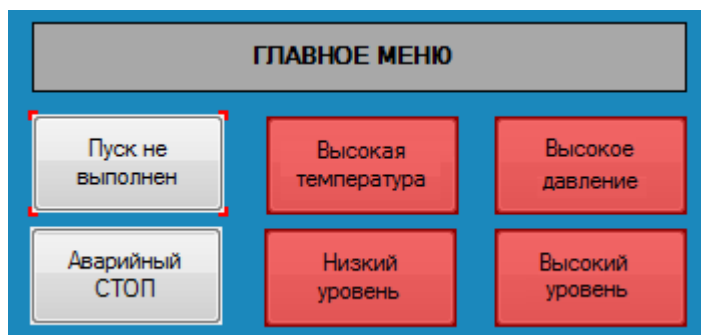 ГЛАВНОЕ МЕНЮ
Пуск не
выполнен
Высокая
температура
Высокое
давление
Аварийный
СТОП
Низкий
уровень
Высокий
уровень